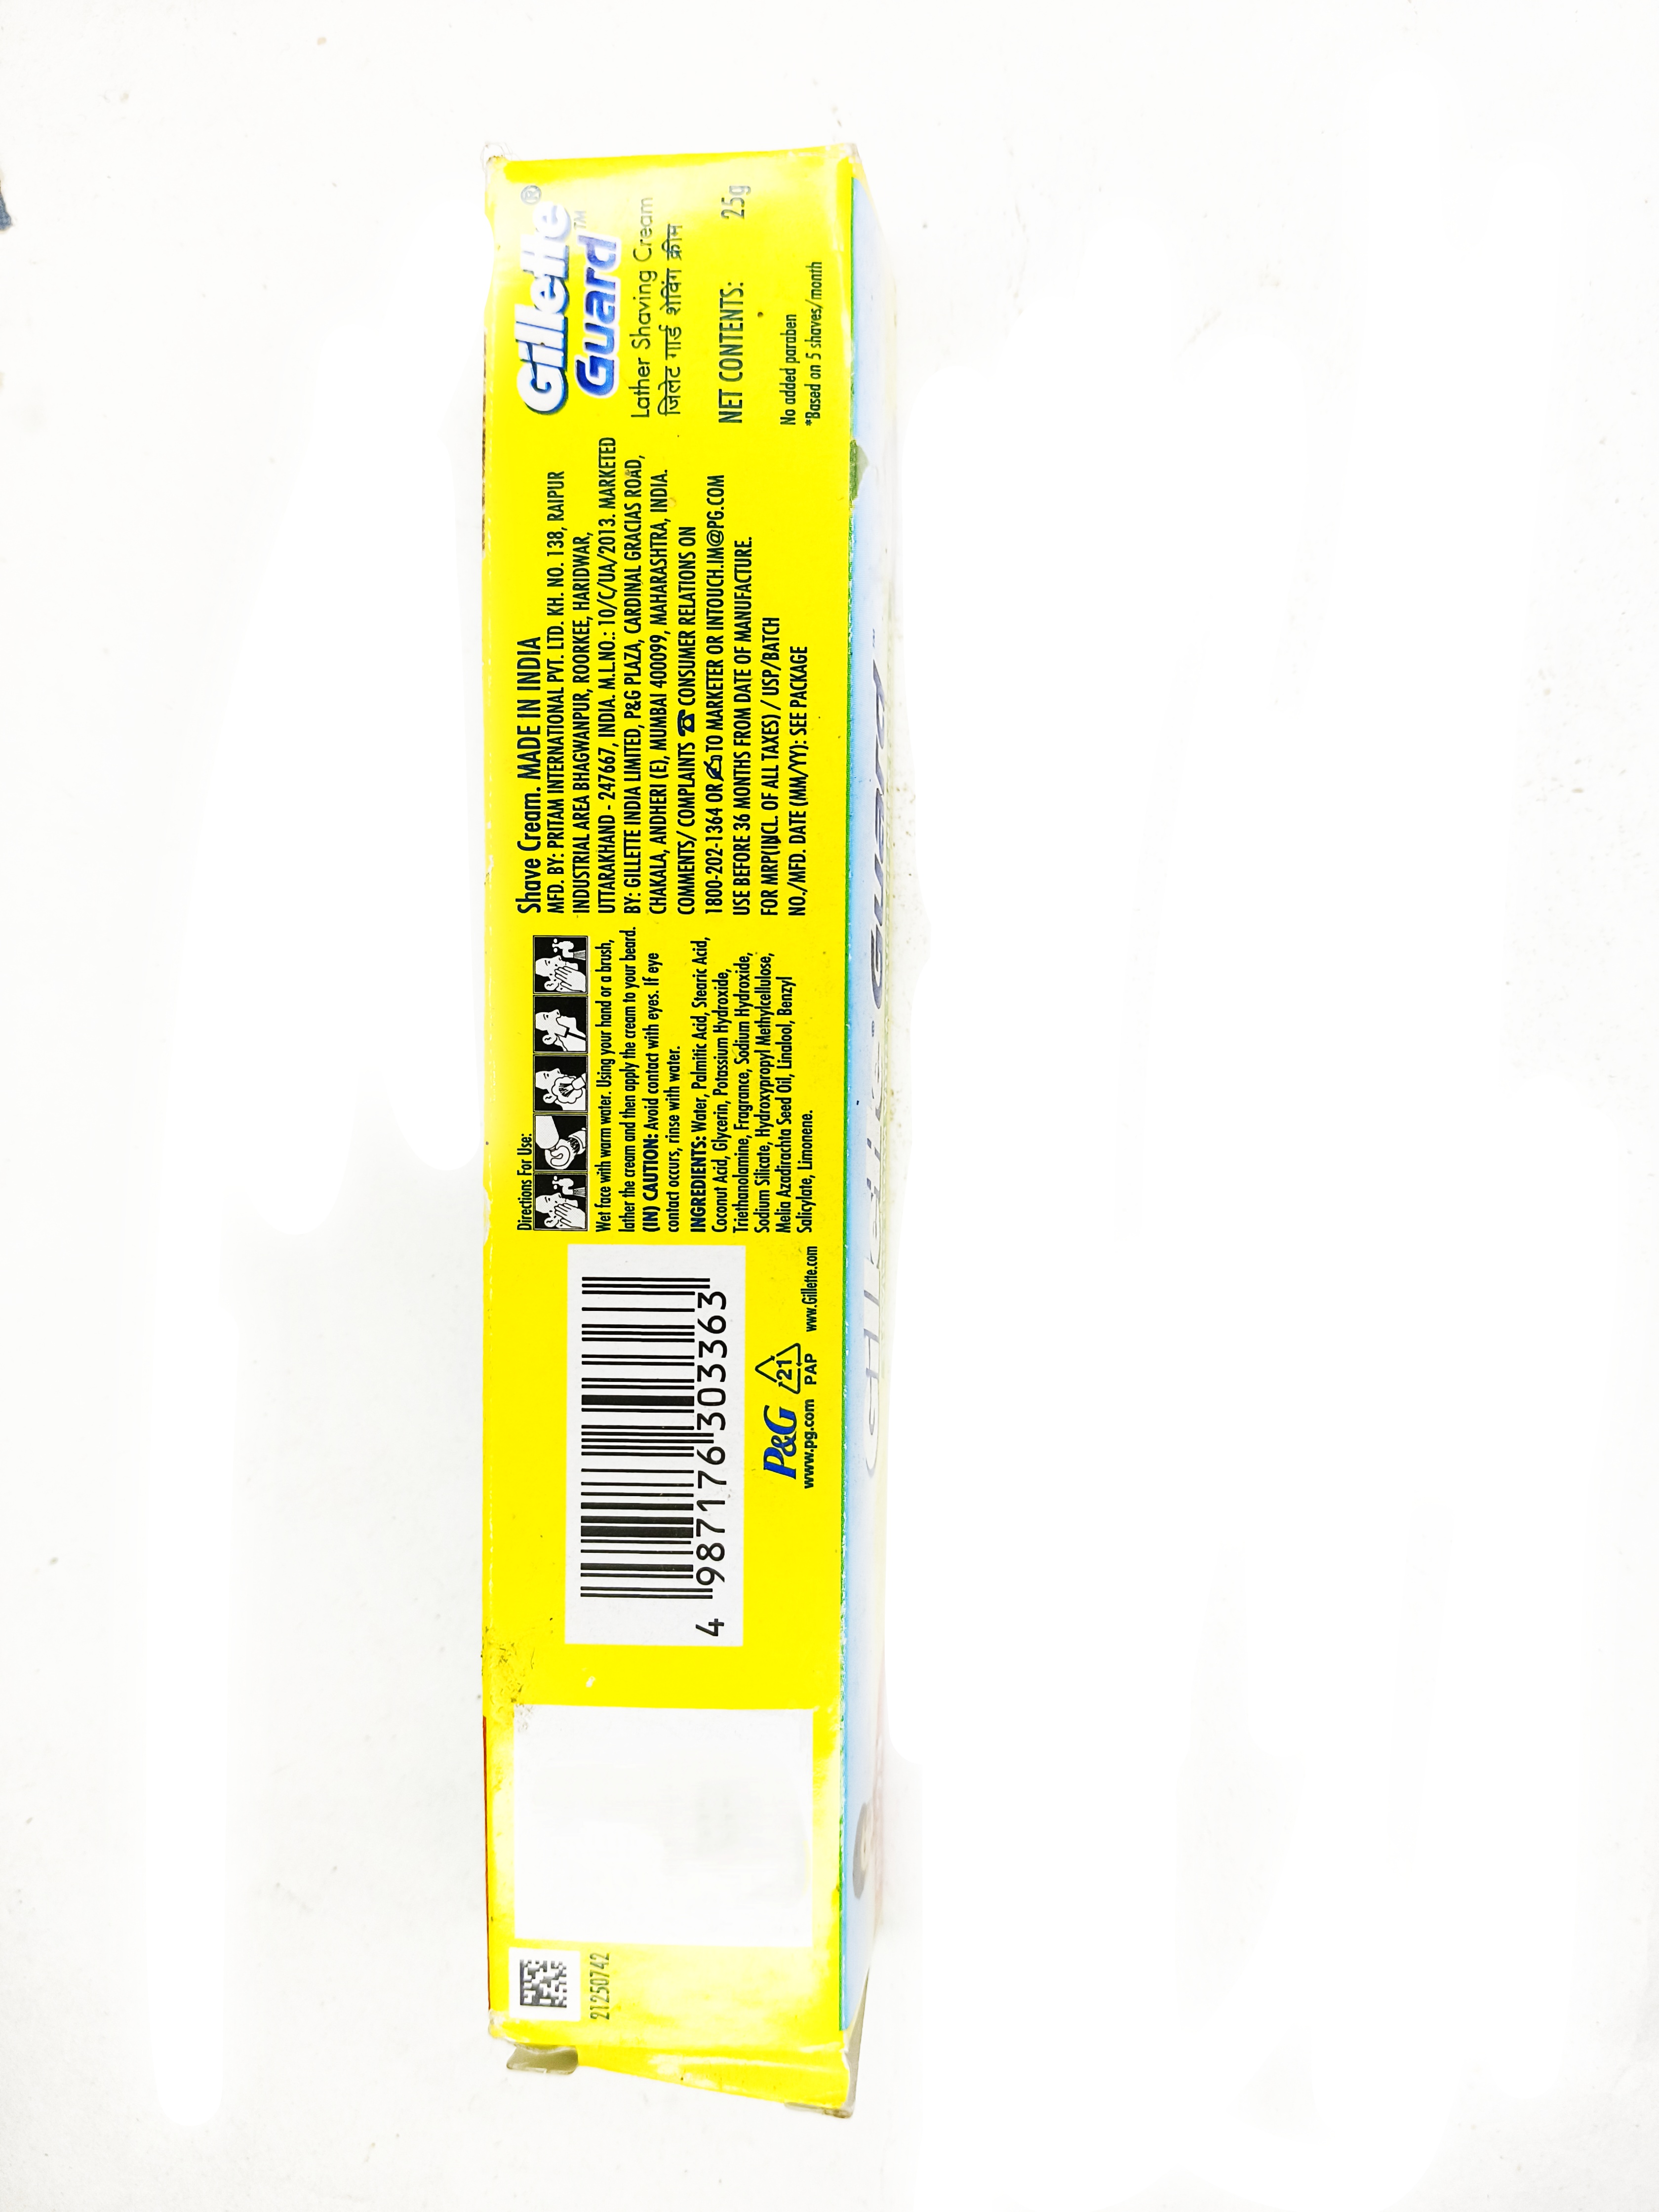 Gillette®
Guard™
Lather Shaving Cream
जिलेट गार्ड शेविंग क्रीम
NET CONTENTS: 25g
No added paraben
*Based on 5 shaves/month
Shave Cream. MADE IN INDIA
MFD. BY: PRITAM INTERNATIONAL PVT. LTD. KH. NO. 138, RAIPUR
INDUSTRIAL AREA BHAGWANPUR, ROORKEE, HARIDWAR,
UTTARAKHAND - 247667, INDIA. M.L.NO.: 10/C/UA/2013. MARKETED
BY: GILLETTE INDIA LIMITED, P&G PLAZA, CARDINAL GRACIAS ROAD,
CHAKALA, ANDHERI (E), MUMBAI 400099, MAHARASHTRA, INDIA.
COMMENTS/ COMPLAINTS ☎ CONSUMER RELATIONS ON
1800-202-1364 OR ✍ TO MARKETER OR INTOUCH.IM@PG.COM
USE BEFORE 36 MONTHS FROM DATE OF MANUFACTURE.
FOR MRP(INCL. OF ALL TAXES) / USP/BATCH
NO./MFD. DATE (MM/YY): SEE PACKAGE
Directions For Use:
Wet face with warm water. Using your hand or a brush,
lather the cream and then apply the cream to your beard.
(IN) CAUTION: Avoid contact with eyes. If eye
contact occurs, rinse with water.
INGREDIENTS: Water, Palmitic Acid, Stearic Acid,
Coconut Acid, Glycerin, Potassium Hydroxide,
Triethanolamine, Fragrance, Sodium Hydroxide,
Sodium Silicate, Hydroxypropyl Methylcellulose,
Melia Azadirachta Seed Oil, Linalool, Benzyl
Salicylate, Limonene.
4 987176 303363
P&G
www.pg.com
21
PAP
www.Gillette.com
21250742
Gillette Guard™